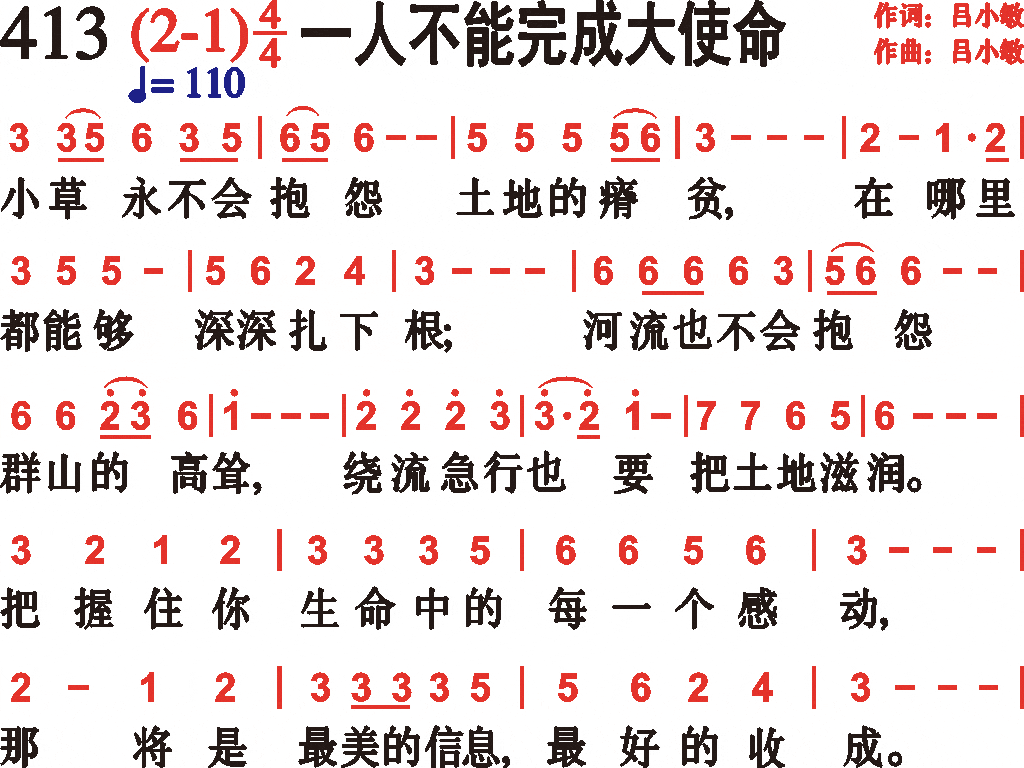 413 (2-1) 4/4 一人不能完成大使命 作词：吕小敏
♩= 110 作曲：吕小敏
3 35 6 3 5 | 65 6 - - | 5 5 5 56 | 3 - - - | 2 - 1·2 |
小草 永不会抱 怨 土地的瘠 贫, 在 哪里
3 5 5 - | 5 6 2 4 | 3 - - - | 6 6 6 6 3 | 56 6 - - |
都能够 深深扎下 根; 河流也不会抱 怨
6 6 2̇3̇ 6 | 1̇ - - - | 2̇ 2̇ 2̇ 3̇ | 3̇·2̇ 1̇ - | 7 7 6 5 | 6 - - - |
群山的 高耸, 绕流急行也 要 把土地滋润。
3 2 1 2 | 3 3 3 5 | 6 6 5 6 | 3 - - - |
把握住你 生命中的 每一个感 动,
2 - 1 2 | 3 3 3 3 5 | 5 6 2 4 | 3 - - - |
那 将是 最美的信息, 最好的收 成。